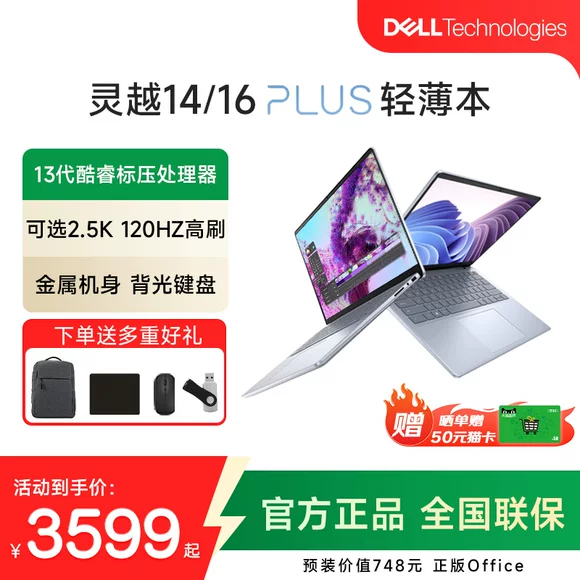 DELL Technologies
灵越14/16 PLUS 轻薄本
13代酷睿标压处理器
可选2.5K 120HZ高刷
金属机身 背光键盘
下单送多重好礼
赠
晒单赠
50元猫卡
活动到手价：
¥3599起
官方正品 全国联保
预装价值748元 正版Office